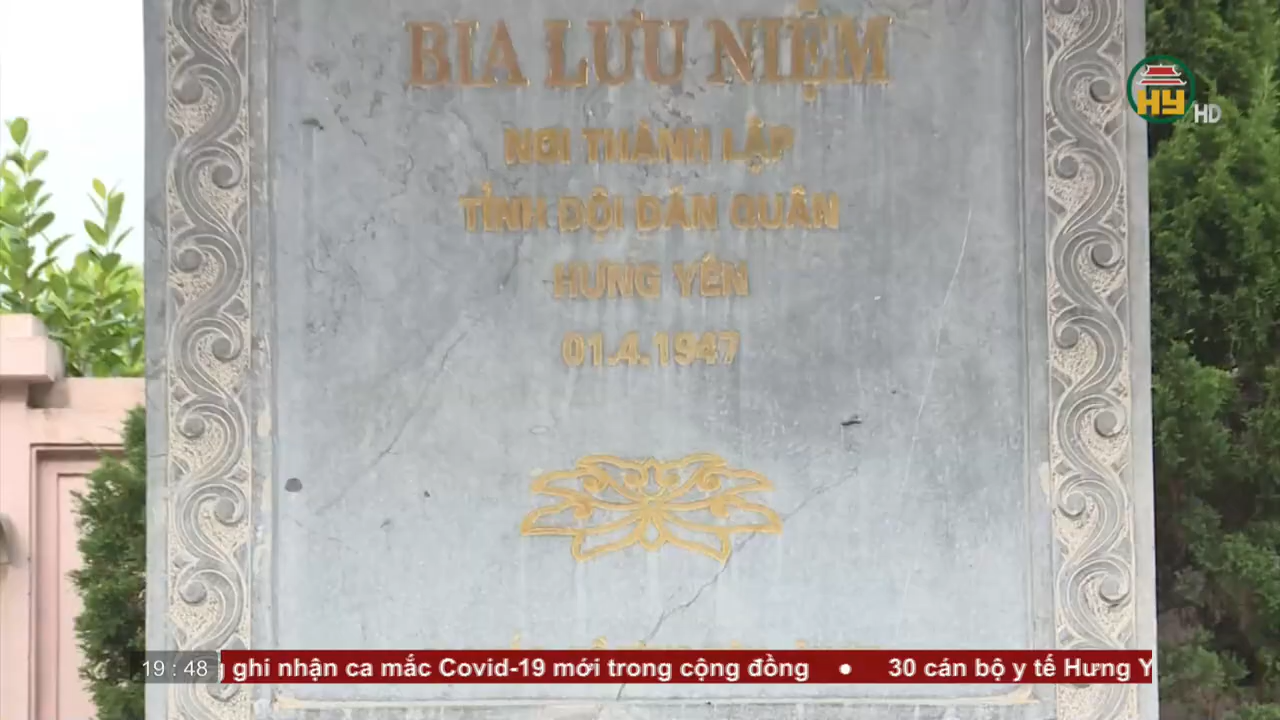 BIA LƯU NIỆM
NƠI THÀNH LẬP
TỈNH ĐỘI DÂN QUÂN
HƯNG YÊN
01.4.1947
HY HD
19 : 48
ghi nhận ca mắc Covid-19 mới trong cộng đồng • 30 cán bộ y tế Hưng Y